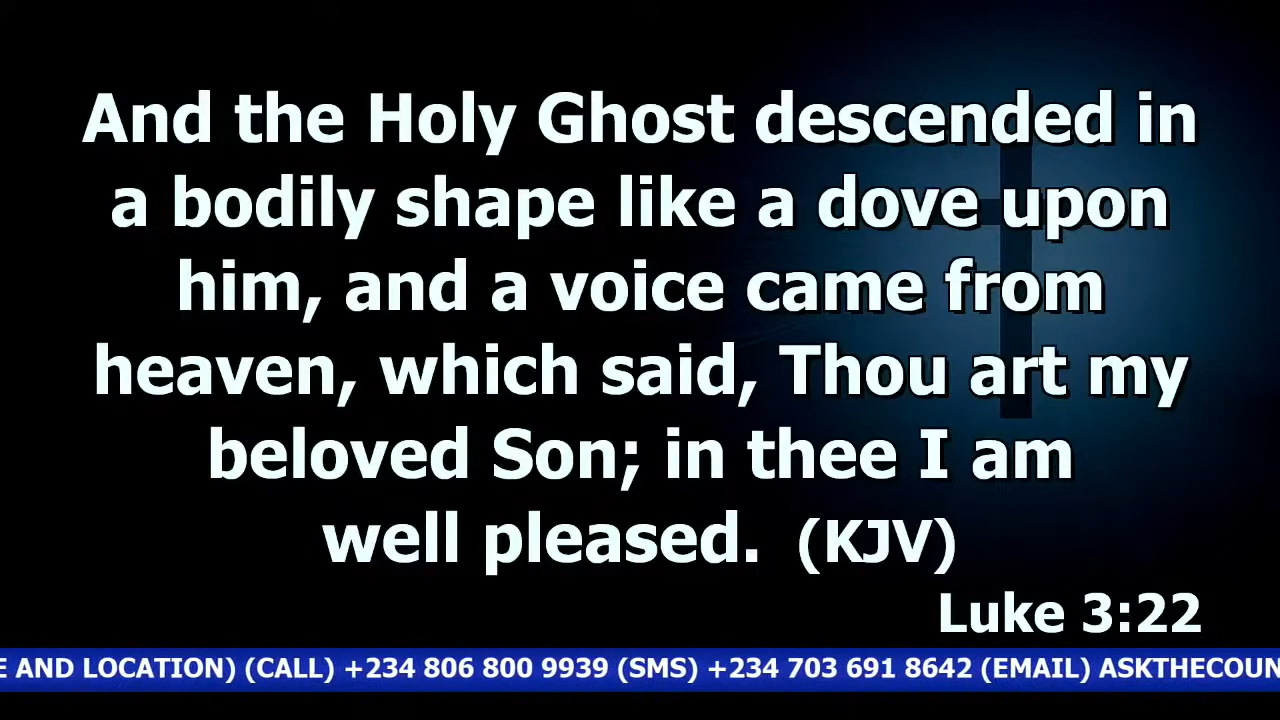 And the Holy Ghost descended in
a bodily shape like a dove upon
him, and a voice came from
heaven, which said, Thou art my
beloved Son; in thee I am
well pleased. (KJV)
Luke 3:22
E AND LOCATION) (CALL) +234 806 800 9939 (SMS) +234 703 691 8642 (EMAIL) ASKTHECOUN